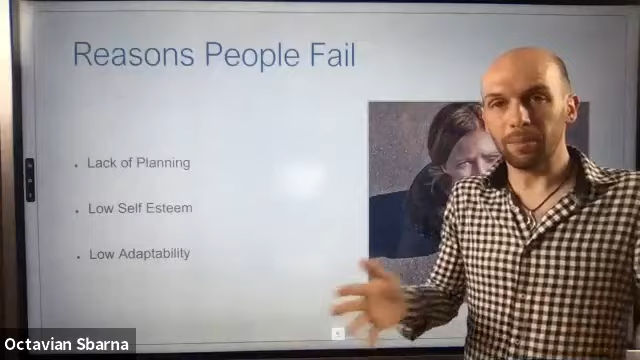 Reasons People Fail
Lack of Planning
Low Self Esteem
Low Adaptability
Octavian Sbarna